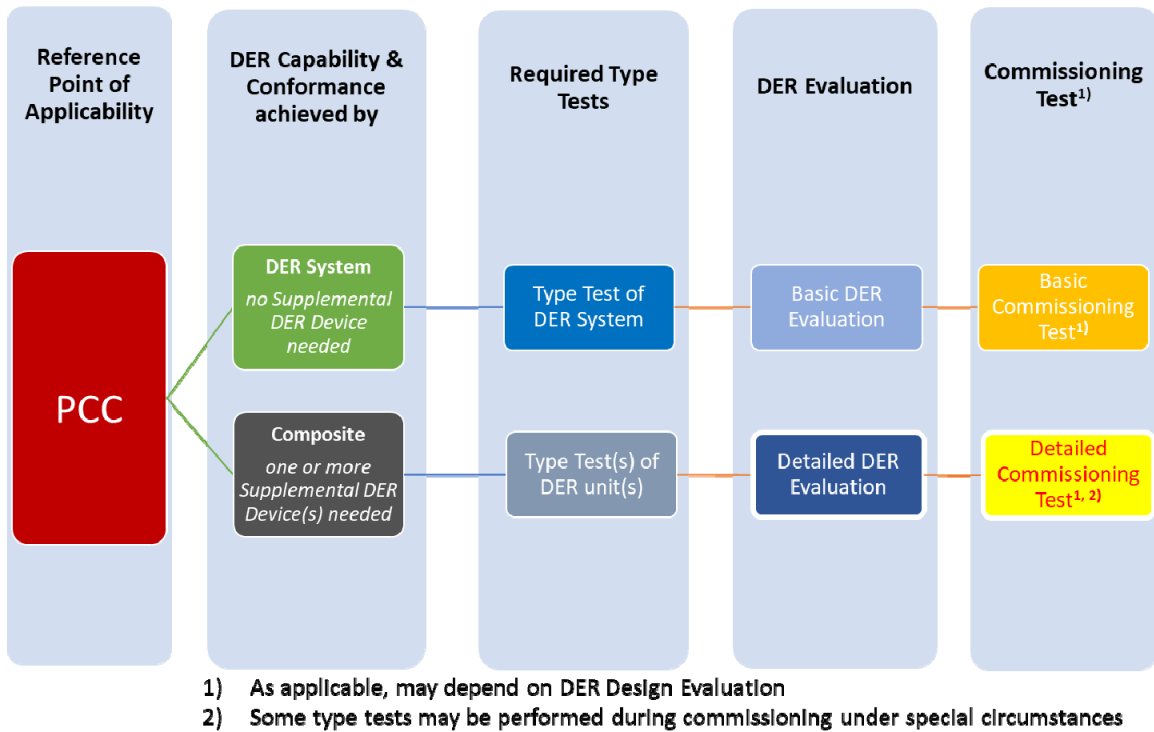 Reference
Point of
Applicability
DER Capability &
Conformance
achieved by
Required Type
Tests
DER Evaluation
Commissioning
Test1)
PCC
DER System
no Supplemental
DER Device
needed
Type Test of
DER System
Basic DER
Evaluation
Basic
Commissioning
Test1)
Composite
one or more
Supplemental DER
Device(s) needed
Type Test(s) of
DER unit(s)
Detailed DER
Evaluation
Detailed
Commissioning
Test1, 2)
1) As applicable, may depend on DER Design Evaluation
2) Some type tests may be performed during commissioning under special circumstances